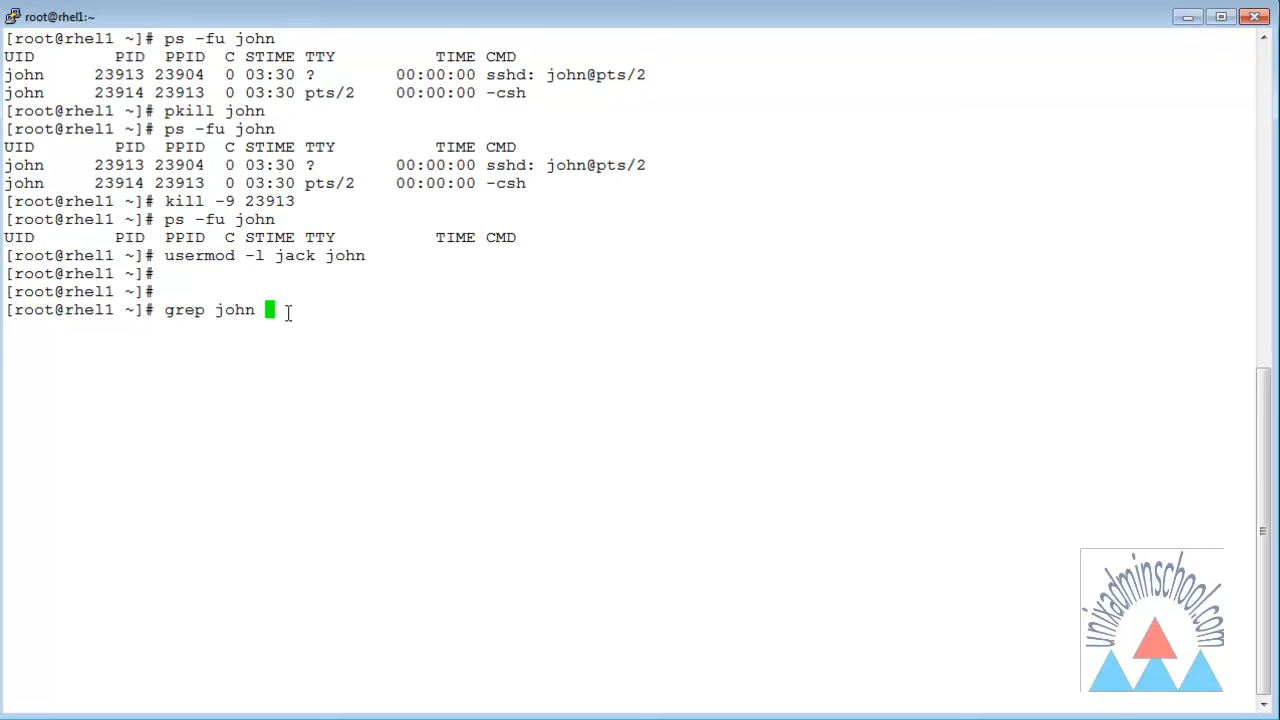 root@rhel1:~
[root@rhel1 ~]# ps -fu john
UID        PID  PPID  C STIME TTY          TIME CMD
john     23913 23904  0 03:30 ?        00:00:00 sshd: john@pts/2
john     23914 23913  0 03:30 pts/2    00:00:00 -csh
[root@rhel1 ~]# pkill john
[root@rhel1 ~]# ps -fu john
UID        PID  PPID  C STIME TTY          TIME CMD
john     23913 23904  0 03:30 ?        00:00:00 sshd: john@pts/2
john     23914 23913  0 03:30 pts/2    00:00:00 -csh
[root@rhel1 ~]# kill -9 23913
[root@rhel1 ~]# ps -fu john
UID        PID  PPID  C STIME TTY          TIME CMD
[root@rhel1 ~]# usermod -l jack john
[root@rhel1 ~]#
[root@rhel1 ~]#
[root@rhel1 ~]# grep john
unixadminschool.com